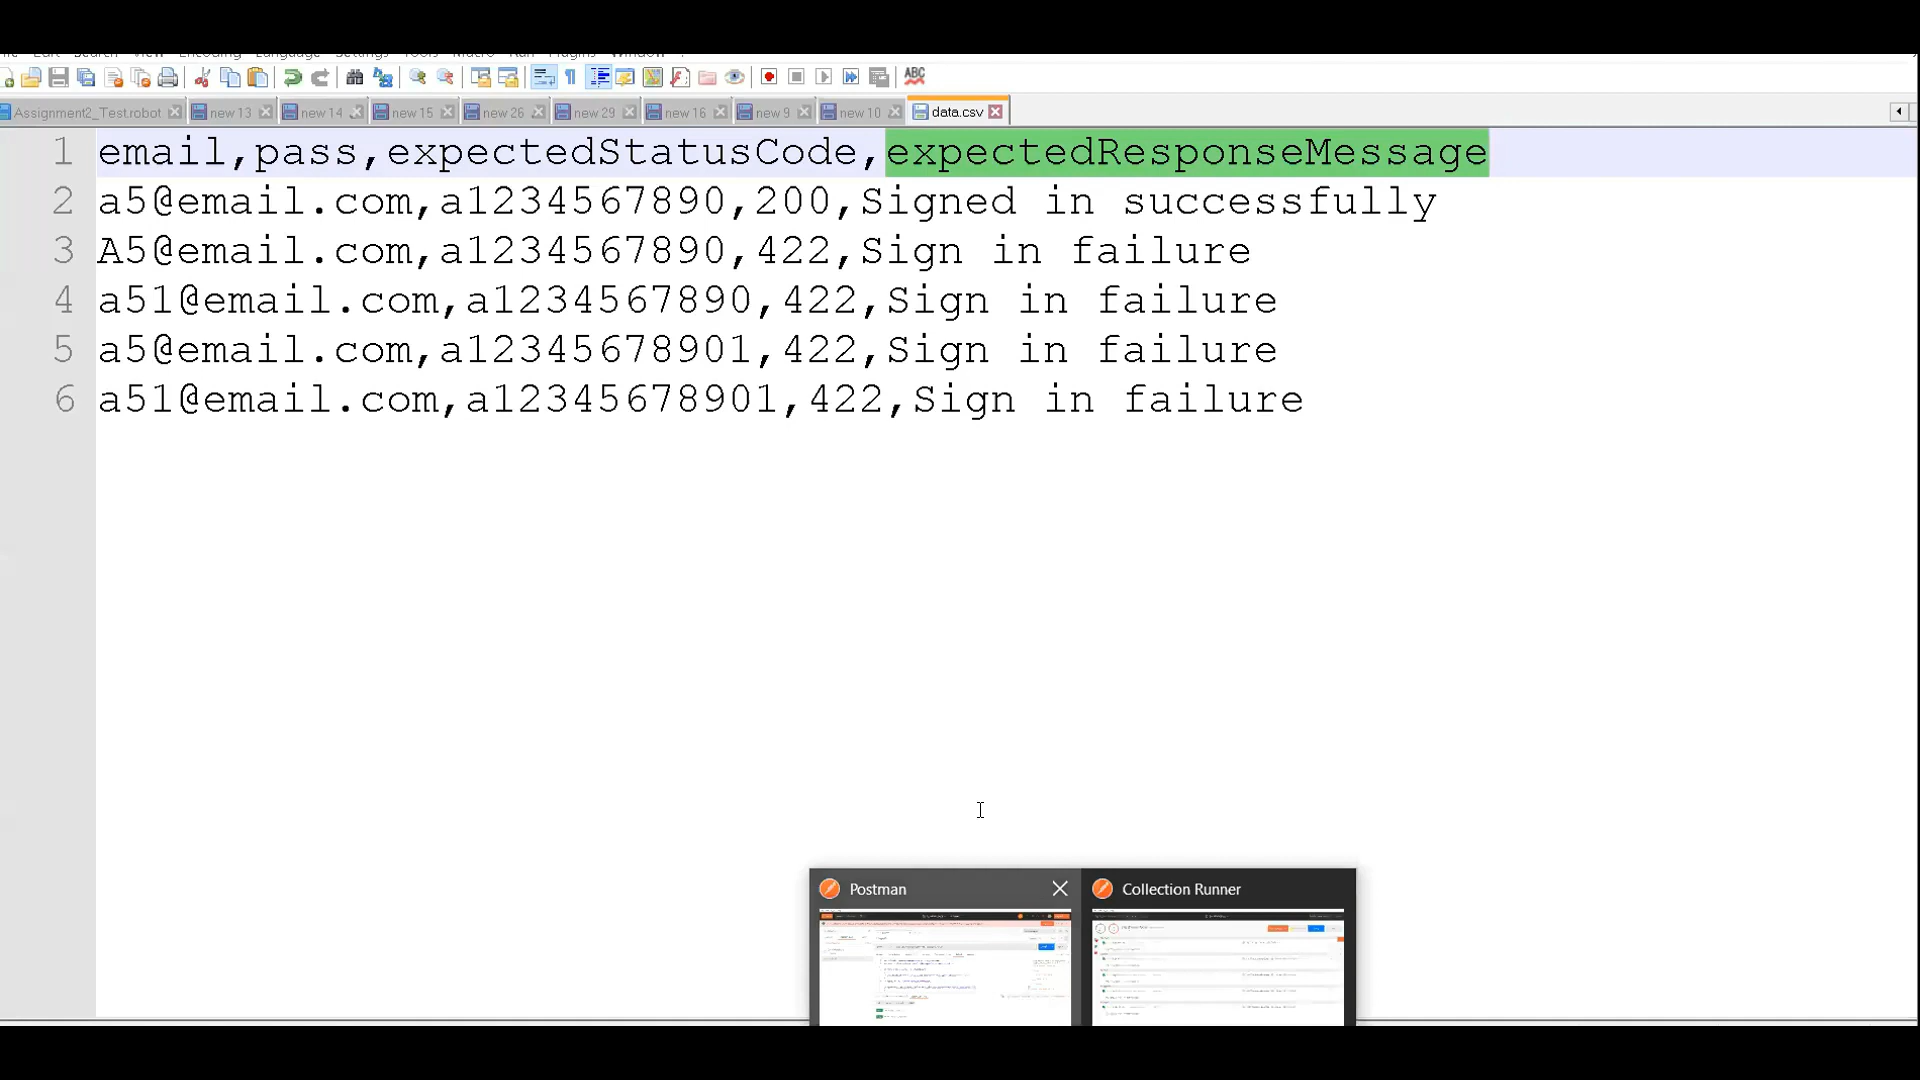 Assignment2_Test.robot new 13 new 14 new 15 new 26 new 29 new 16 new 9 new 10 data.csv
ABC
1 email,pass,expectedStatusCode,expectedResponseMessage
2 a5@email.com,a1234567890,200,Signed in successfully
3 A5@email.com,a1234567890,422,Sign in failure
4 a51@email.com,a1234567890,422,Sign in failure
5 a5@email.com,a12345678901,422,Sign in failure
6 a51@email.com,a12345678901,422,Sign in failure
Postman
Collection Runner